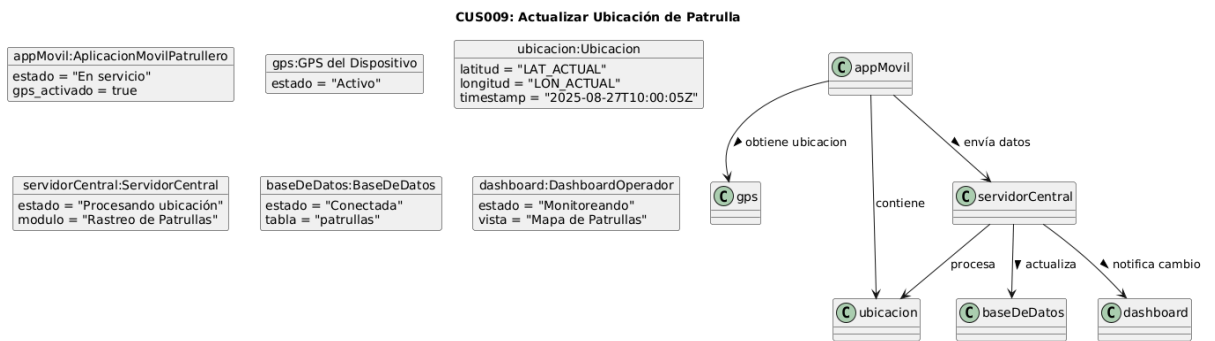 CUS009: Actualizar Ubicación de Patrulla
appMovil:AplicacionMovilPatrullero
estado = "En servicio"
gps_activado = true
gps:GPS del Dispositivo
estado = "Activo"
ubicacion:Ubicacion
latitud = "LAT_ACTUAL"
longitud = "LON_ACTUAL"
timestamp = "2025-08-27T10:00:05Z"
C appMovil
obtiene ubicacion
envía datos
servidorCentral:ServidorCentral
estado = "Procesando ubicación"
modulo = "Rastreo de Patrullas"
baseDeDatos:BaseDeDatos
estado = "Conectada"
tabla = "patrullas"
dashboard:DashboardOperador
estado = "Monitoreando"
vista = "Mapa de Patrullas"
C gps
contiene
C servidorCentral
procesa
actualiza
notifica cambio
C ubicacion
C baseDeDatos
C dashboard